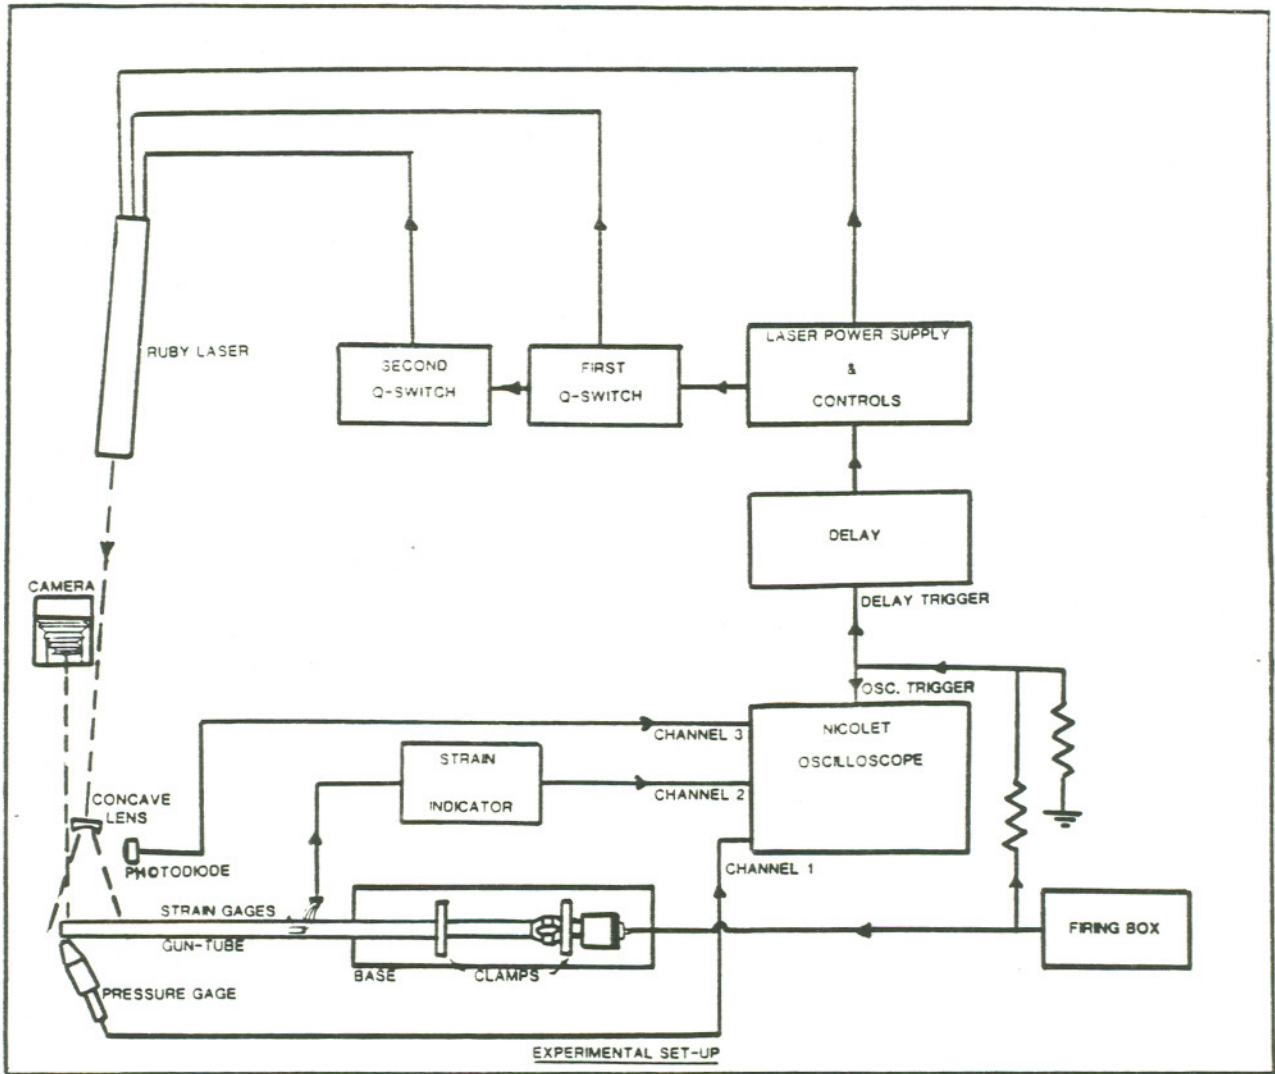 RUBY LASER
SECOND
Q-SWITCH
FIRST
Q-SWITCH
LASER POWER SUPPLY
&
CONTROLS
DELAY
DELAY TRIGGER
CAMERA
OSC. TRIGGER
NICOLET
OSCILLOSCOPE
CHANNEL 3
STRAIN
INDICATOR
CHANNEL 2
CONCAVE
LENS
PHOTODIODE
CHANNEL 1
STRAIN GAGES
GUN-TUBE
FIRING BOX
BASE
CLAMPS
PRESSURE GAGE
EXPERIMENTAL SET-UP